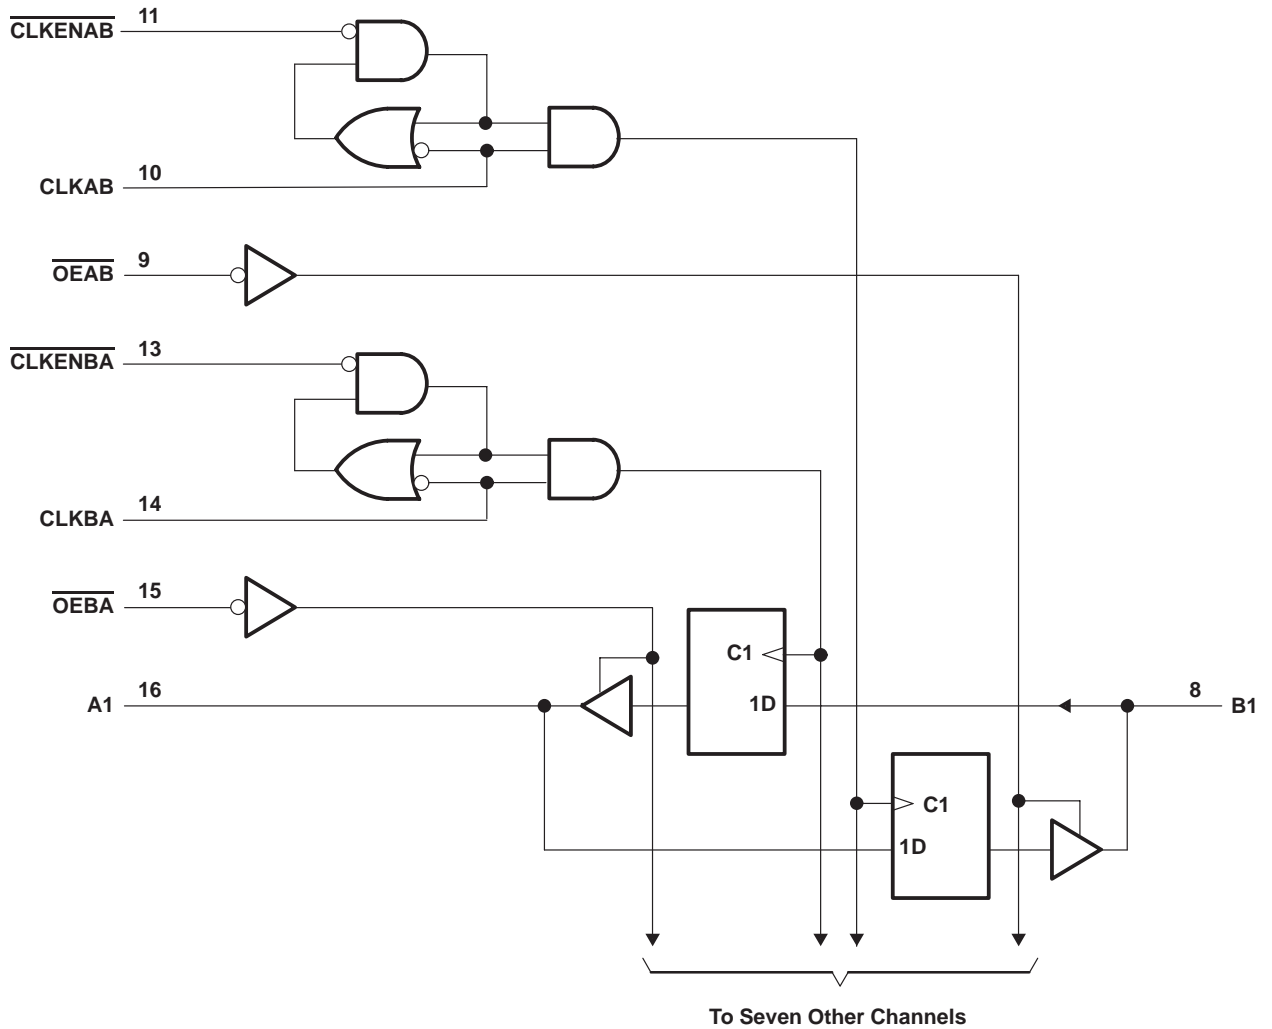 CLKENAB 11
CLKAB 10
OEAB 9
CLKENBA 13
CLKBA 14
OEBA 15
C1
A1 16
1D
8 B1
C1
1D
To Seven Other Channels